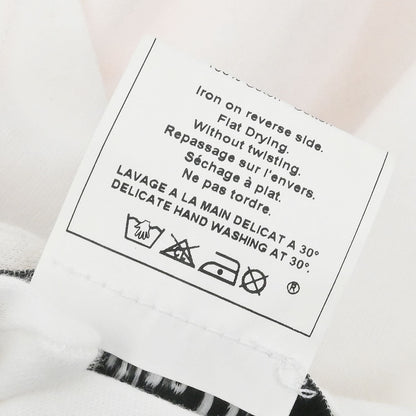 Iron on reverse side.
Flat Drying.
Without twisting.
Repassage sur l'envers.
Séchage à plat.
Ne pas tordre.
LAVAGE A LA MAIN DELICAT A 30°
DELICATE HAND WASHING AT 30°.
®